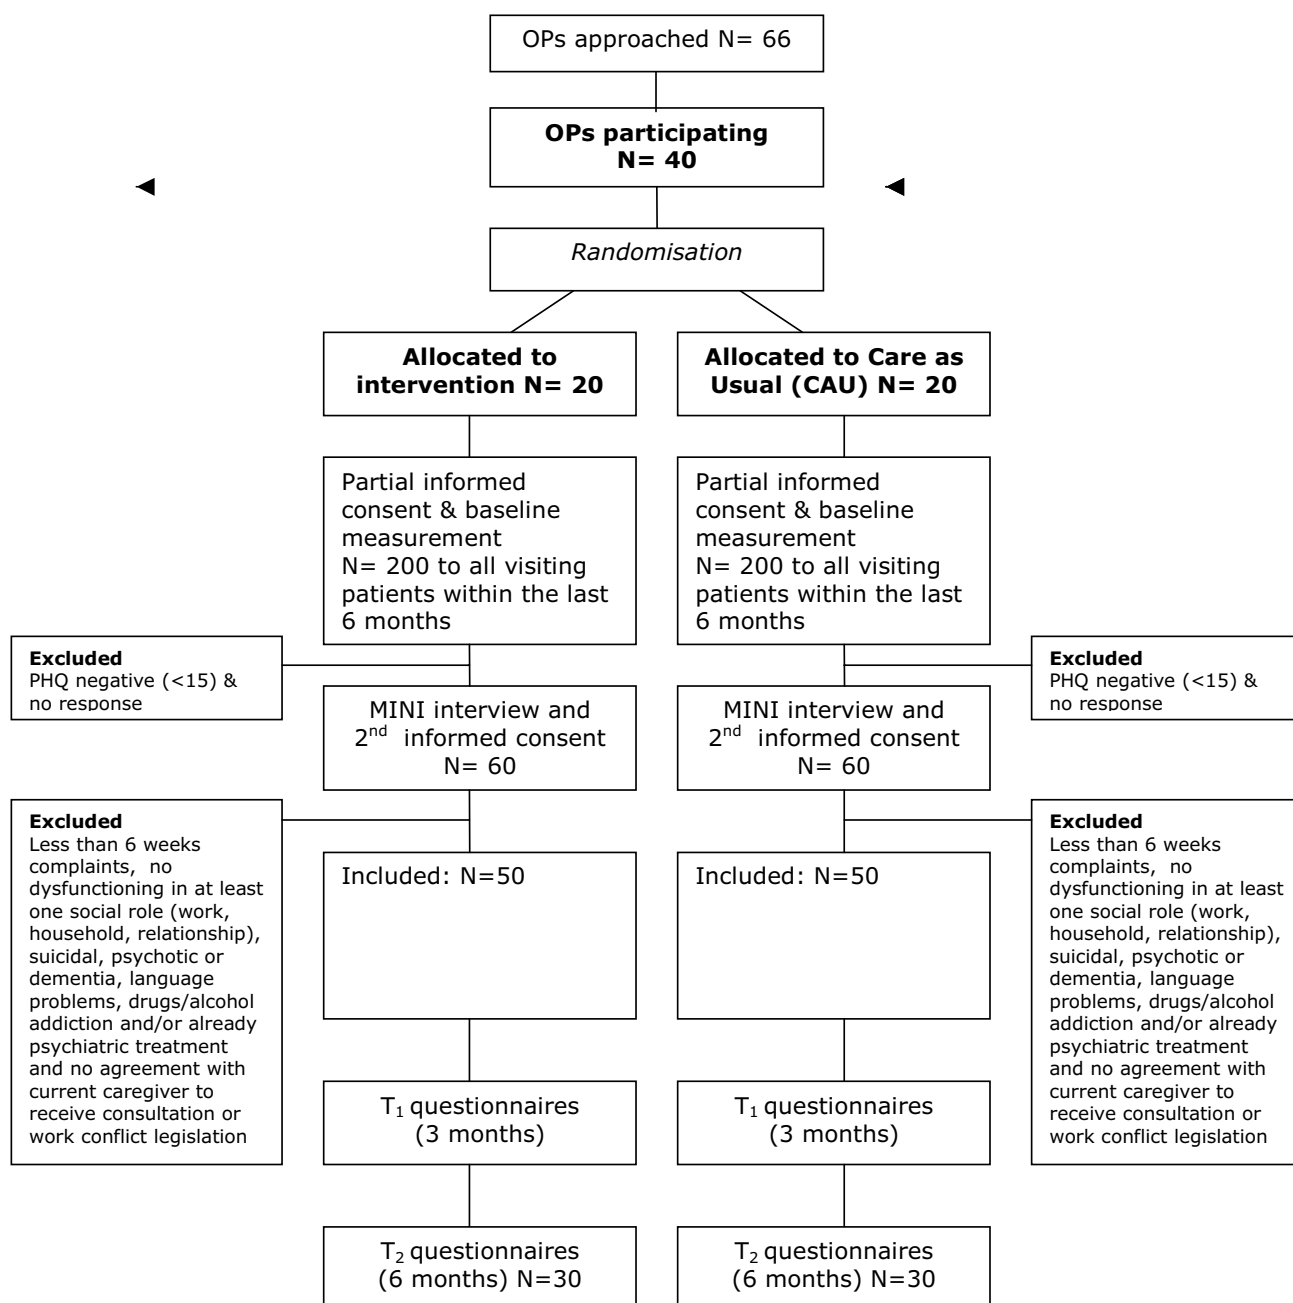 OPs approached N= 66
OPs participating
N= 40
Randomisation
Allocated to
intervention N= 20
Allocated to Care as
Usual (CAU) N= 20
Partial informed
consent & baseline
measurement
N= 200 to all visiting
patients within the last
6 months
Partial informed
consent & baseline
measurement
N= 200 to all visiting
patients within the last
6 months
Excluded
PHQ negative (<15) &
no response
Excluded
PHQ negative (<15) &
no response
MINI interview and
2nd informed consent
N= 60
MINI interview and
2nd informed consent
N= 60
Excluded
Less than 6 weeks
complaints, no
dysfunctioning in at least
one social role (work,
household, relationship),
suicidal, psychotic or
dementia, language
problems, drugs/alcohol
addiction and/or already
psychiatric treatment
and no agreement with
current caregiver to
receive consultation or
work conflict legislation
Included: N=50
Included: N=50
Excluded
Less than 6 weeks
complaints, no
dysfunctioning in at least
one social role (work,
household, relationship),
suicidal, psychotic or
dementia, language
problems, drugs/alcohol
addiction and/or already
psychiatric treatment
and no agreement with
current caregiver to
receive consultation or
work conflict legislation
T1 questionnaires
(3 months)
T1 questionnaires
(3 months)
T2 questionnaires
(6 months) N=30
T2 questionnaires
(6 months) N=30